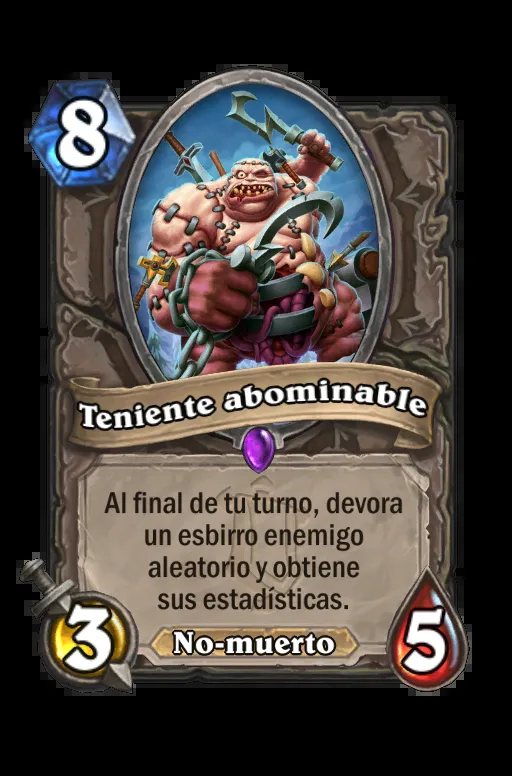 8
Teniente abominable
Al final de tu turno, devora
un esbirro enemigo
aleatorio y obtiene
sus estadísticas.
3
No-muerto
5